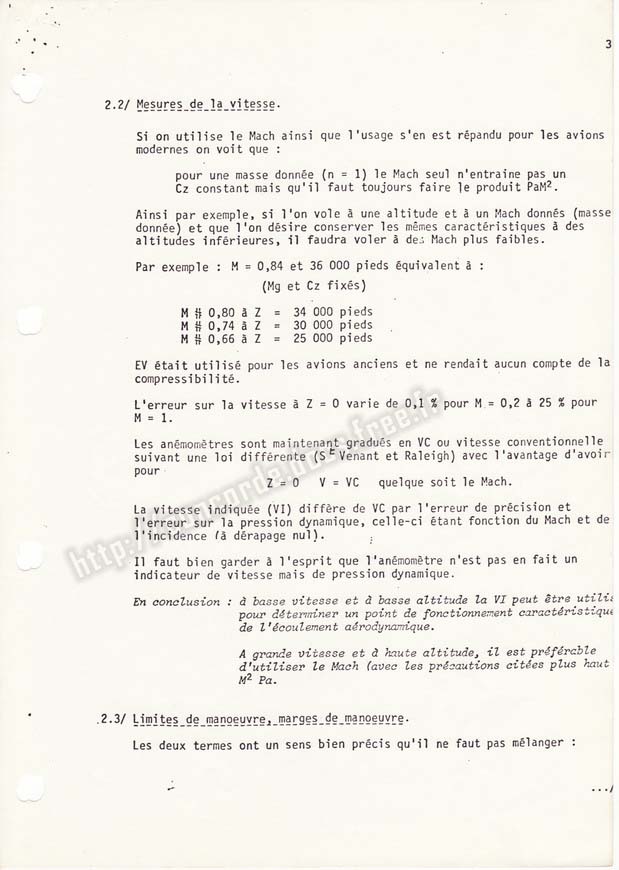 3
2.2/ Mesures de la vitesse.
Si on utilise le Mach ainsi que l'usage s'en est répandu pour les avions
modernes on voit que :
pour une masse donnée (n = 1) le Mach seul n'entraine pas un
Cz constant mais qu'il faut toujours faire le produit PaM².
Ainsi par exemple, si l'on vole à une altitude et à un Mach donnés (masse
donnée) et que l'on désire conserver les mêmes caractéristiques à des
altitudes inférieures, il faudra voler à des Mach plus faibles.
Par exemple : M = 0,84 et 36 000 pieds équivalent à :
(Mg et Cz fixés)
M # 0,80 à Z = 34 000 pieds
M # 0,74 à Z = 30 000 pieds
M # 0,66 à Z = 25 000 pieds
EV était utilisé pour les avions anciens et ne rendait aucun compte de la
compressibilité.
L'erreur sur la vitesse à Z = 0 varie de 0,1 % pour M = 0,2 à 25 % pour
M = 1.
Les anémomètres sont maintenant gradués en VC ou vitesse conventionnelle
suivant une loi différente (St Venant et Raleigh) avec l'avantage d'avoir
pour
Z = 0 V = VC quelque soit le Mach.
La vitesse indiquée (VI) diffère de VC par l'erreur de précision et
l'erreur sur la pression dynamique, celle-ci étant fonction du Mach et de
l'incidence (à dérapage nul).
Il faut bien garder à l'esprit que l'anémomètre n'est pas en fait un
indicateur de vitesse mais de pression dynamique.
En conclusion : à basse vitesse et à basse altitude la VI peut être utilis
pour déterminer un point de fonctionnement caractéristique
de l'écoulement aérodynamique.
A grande vitesse et à haute altitude, il est préférable
d'utiliser le Mach (avec les précautions citées plus haut
M² Pa.
2.3/ Limites de manoeuvre, marges de manoeuvre.
Les deux termes ont un sens bien précis qu'il ne faut pas mélanger :
.../